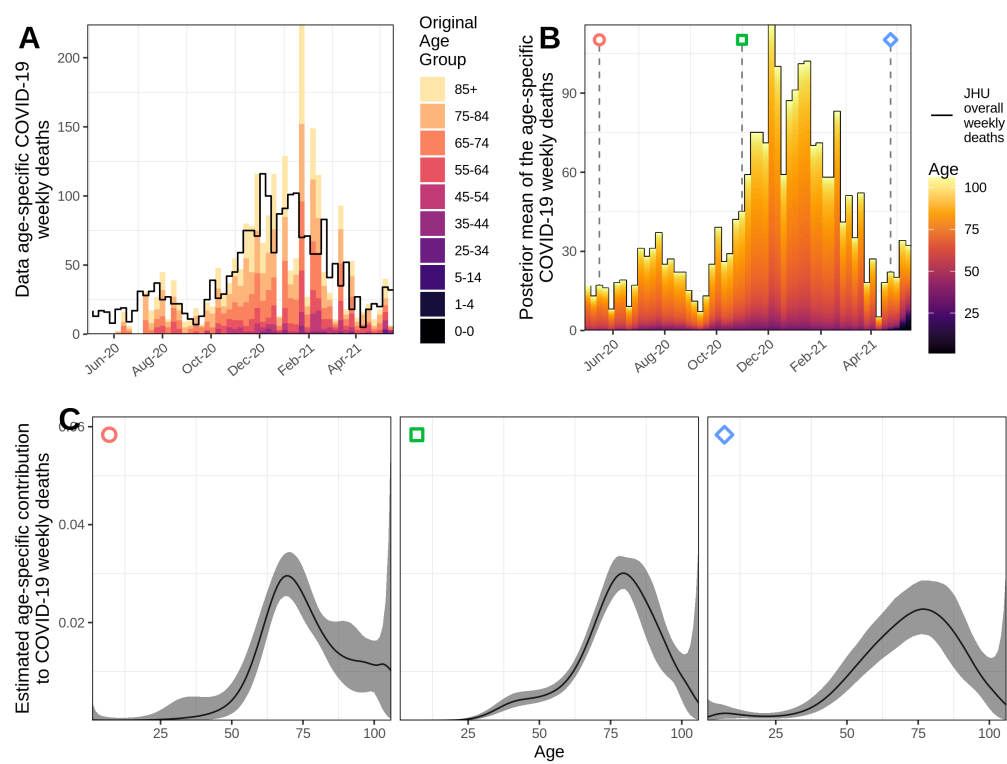 A
Data age-specific COVID-19
weekly deaths
200
150
100
50
0
Jun-20
Aug-20
Oct-20
Dec-20
Feb-21
Apr-21
Original
Age
Group
85+
75-84
65-74
55-64
45-54
35-44
25-34
5-14
1-4
0-0
B
Posterior mean of the age-specific
COVID-19 weekly deaths
90
60
30
0
Jun-20
Aug-20
Oct-20
Dec-20
Feb-21
Apr-21
JHU
overall
weekly
deaths
Age
100
75
50
25
C
Estimated age-specific contribution
to COVID-19 weekly deaths
0.06
0.04
0.02
25 50 75 100
25 50 75 100
25 50 75 100
Age